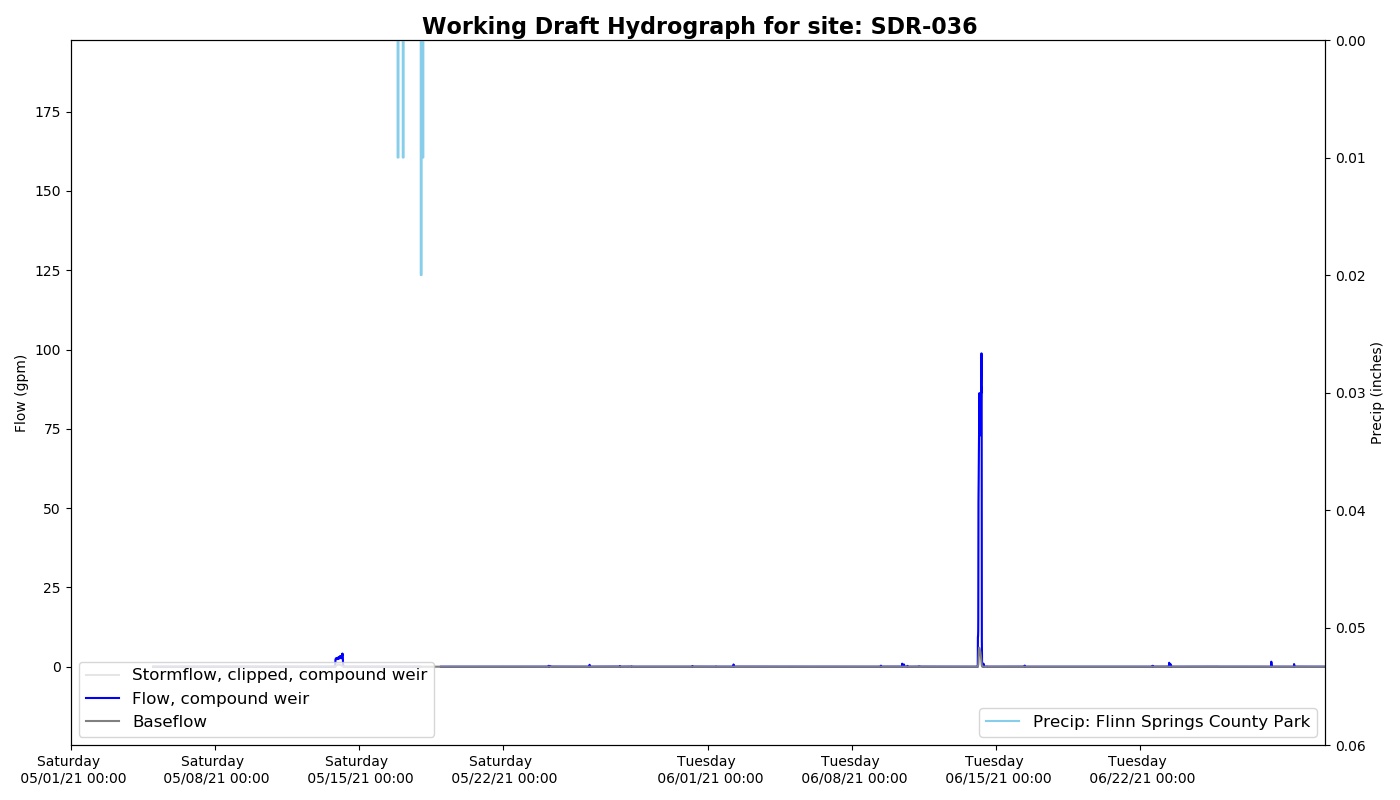 Working Draft Hydrograph for site: SDR-036
175
150
125
100
75
50
25
0
Flow (gpm)
0.00
0.01
0.02
0.03
0.04
0.05
0.06
Precip (inches)
Stormflow, clipped, compound weir
Flow, compound weir
Baseflow
Precip: Flinn Springs County Park
Saturday
05/01/21 00:00
Saturday
05/08/21 00:00
Saturday
05/15/21 00:00
Saturday
05/22/21 00:00
Tuesday
06/01/21 00:00
Tuesday
06/08/21 00:00
Tuesday
06/15/21 00:00
Tuesday
06/22/21 00:00